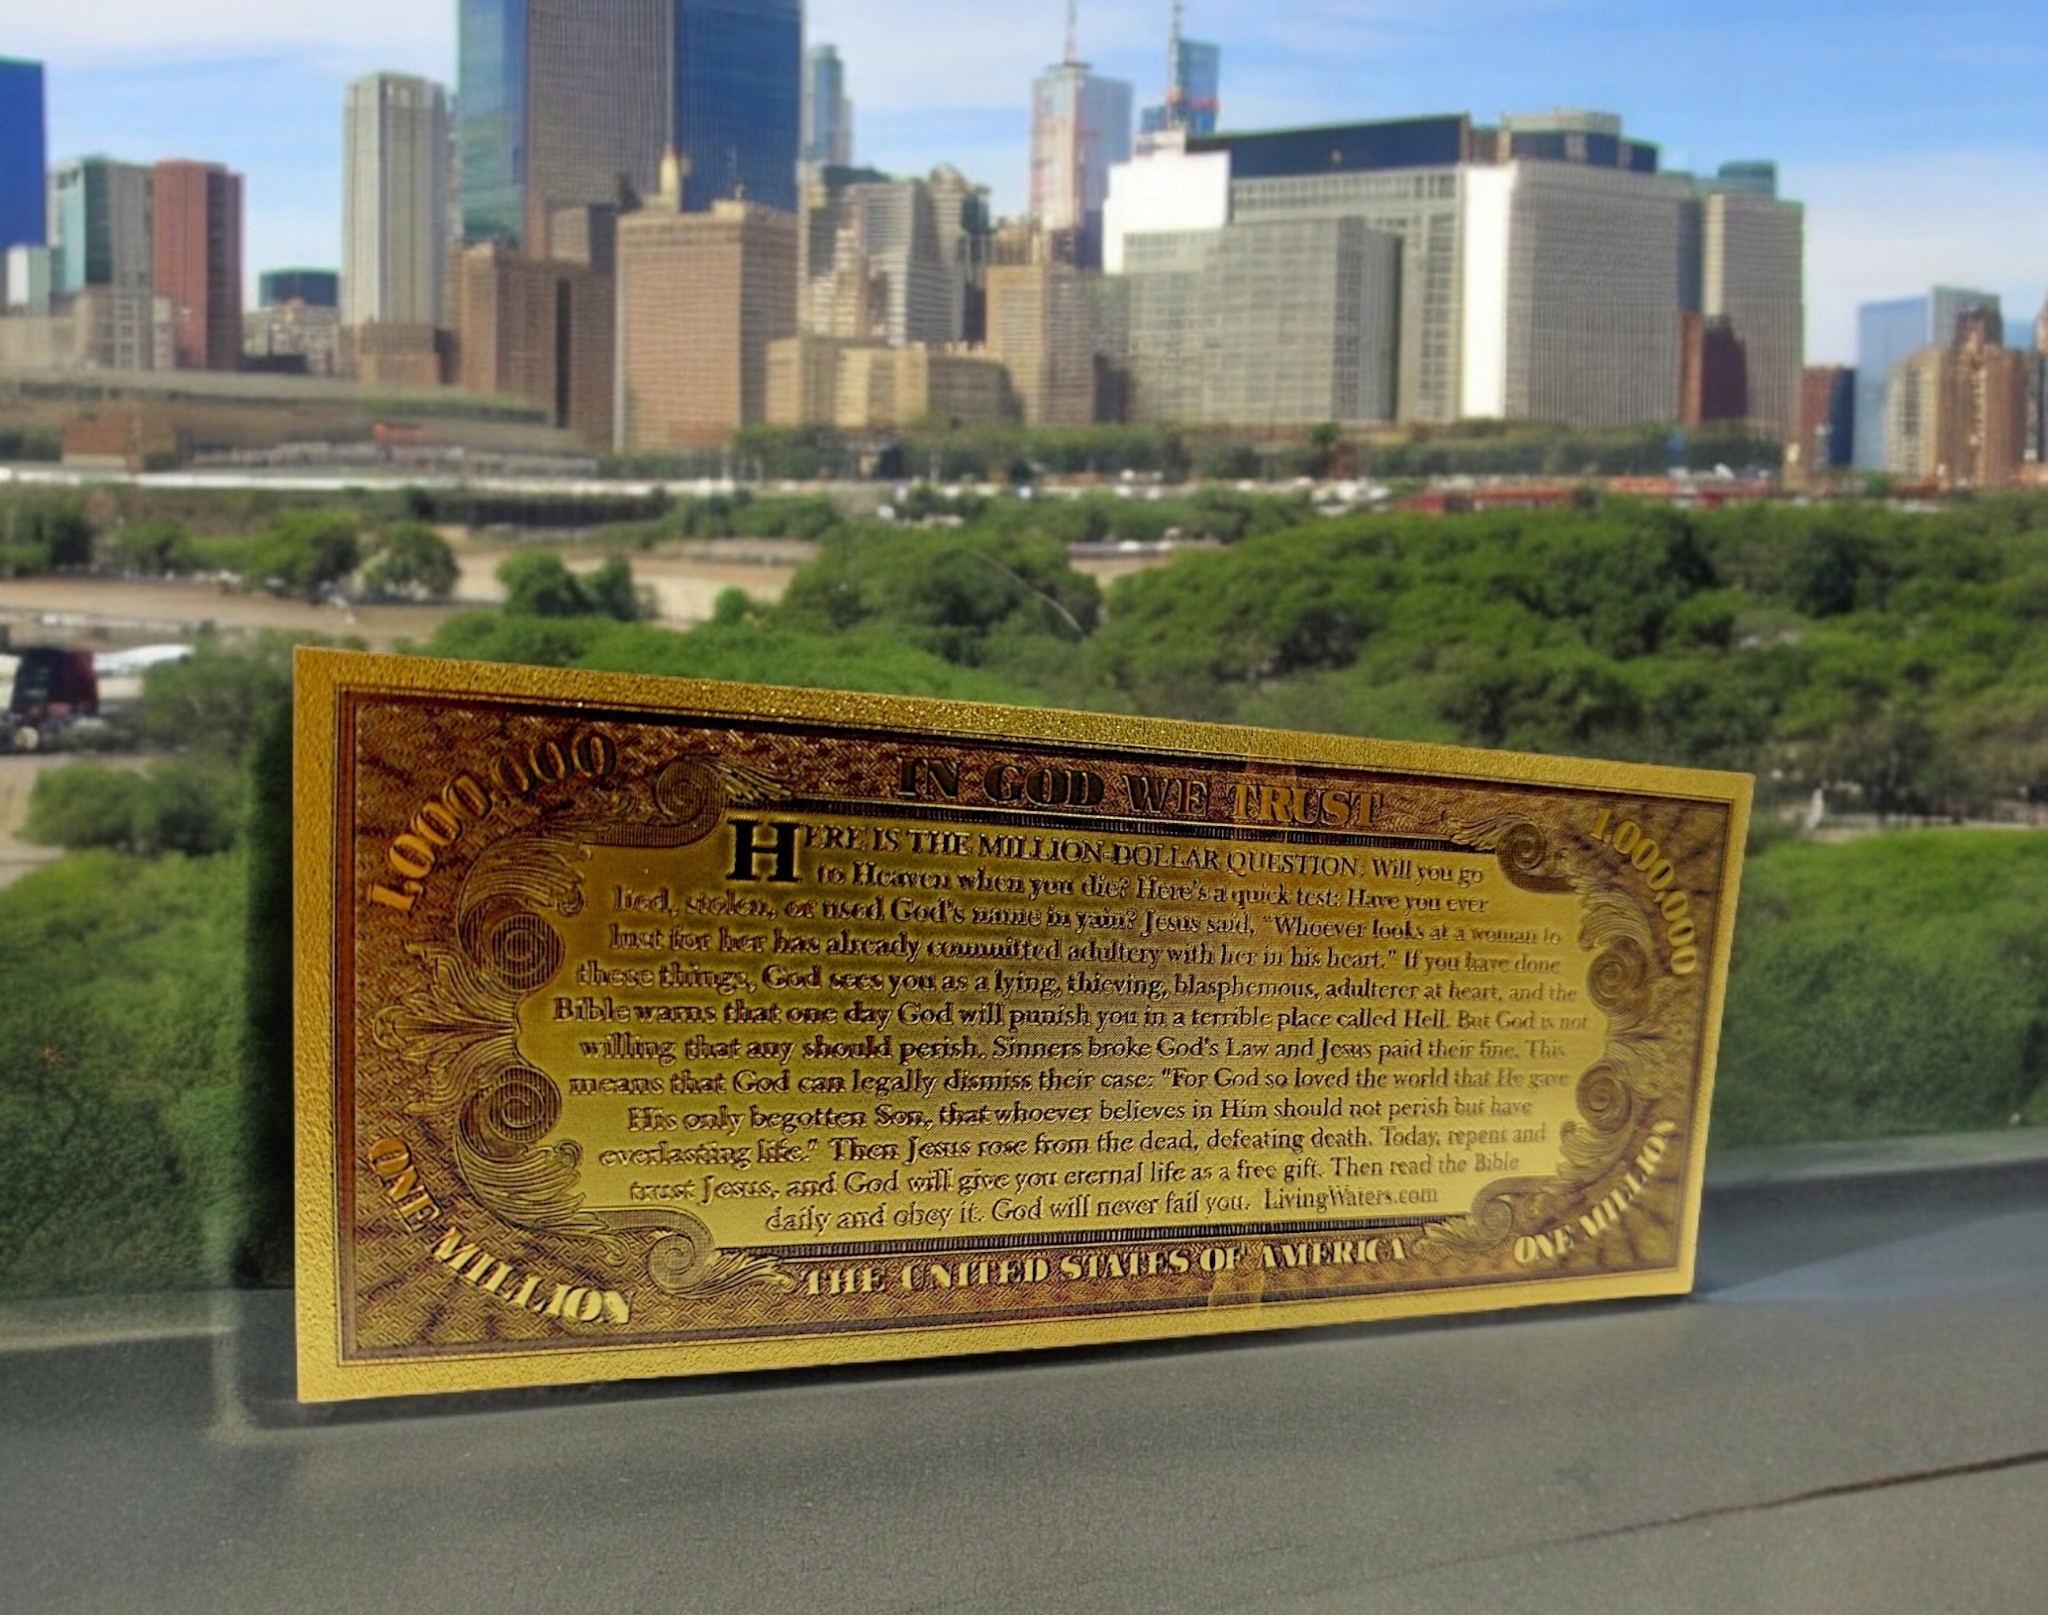 1,000,000
IN GOD WE TRUST
1,000,000
HERE IS THE MILLION-DOLLAR QUESTION: Will you go
to Heaven when you die? Here's a quick test: Have you ever
lied, stolen, or used God's name in vain? Jesus said, "Whoever looks at a woman to
lust for her has already committed adultery with her in his heart." If you have done
these things, God sees you as a lying, thieving, blasphemous, adulterer at heart, and the
Bible warns that one day God will punish you in a terrible place called Hell. But God is not
willing that any should perish. Sinners broke God's Law and Jesus paid their fine. This
means that God can legally dismiss their case: "For God so loved the world that He gave
His only begotten Son, that whoever believes in Him should not perish but have
everlasting life." Then Jesus rose from the dead, defeating death. Today, repent and
trust Jesus, and God will give you eternal life as a free gift. Then read the Bible
daily and obey it. God will never fail you. LivingWaters.com
ONE MILLION
THE UNITED STATES OF AMERICA
ONE MILLION